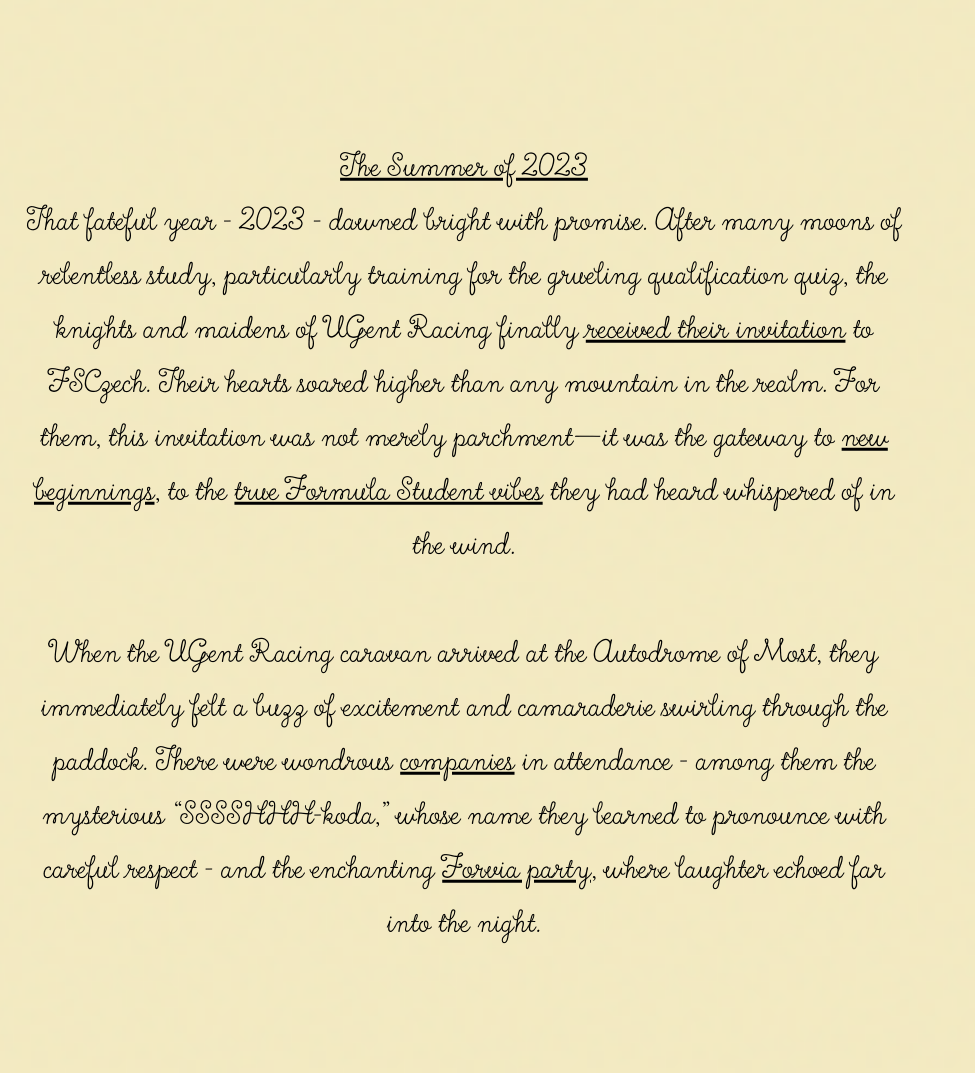 The Summer of 2023
That fateful year - 2023 - dawned bright with promise. After many moons of
relentless study, particularly training for the grueling qualification quiz, the
knights and maidens of UGent Racing finally received their invitation to
FSCzech. Their hearts soared higher than any mountain in the realm. For
them, this invitation was not merely parchment—it was the gateway to new
beginnings, to the true Formula Student vibes they had heard whispered of in
the wind.
When the UGent Racing caravan arrived at the Autodrome of Most, they
immediately felt a buzz of excitement and camaraderie swirling through the
paddock. There were wondrous companies in attendance - among them the
mysterious “SSSSHHH-koda,” whose name they learned to pronounce with
careful respect - and the enchanting Forvia party, where laughter echoed far
into the night.